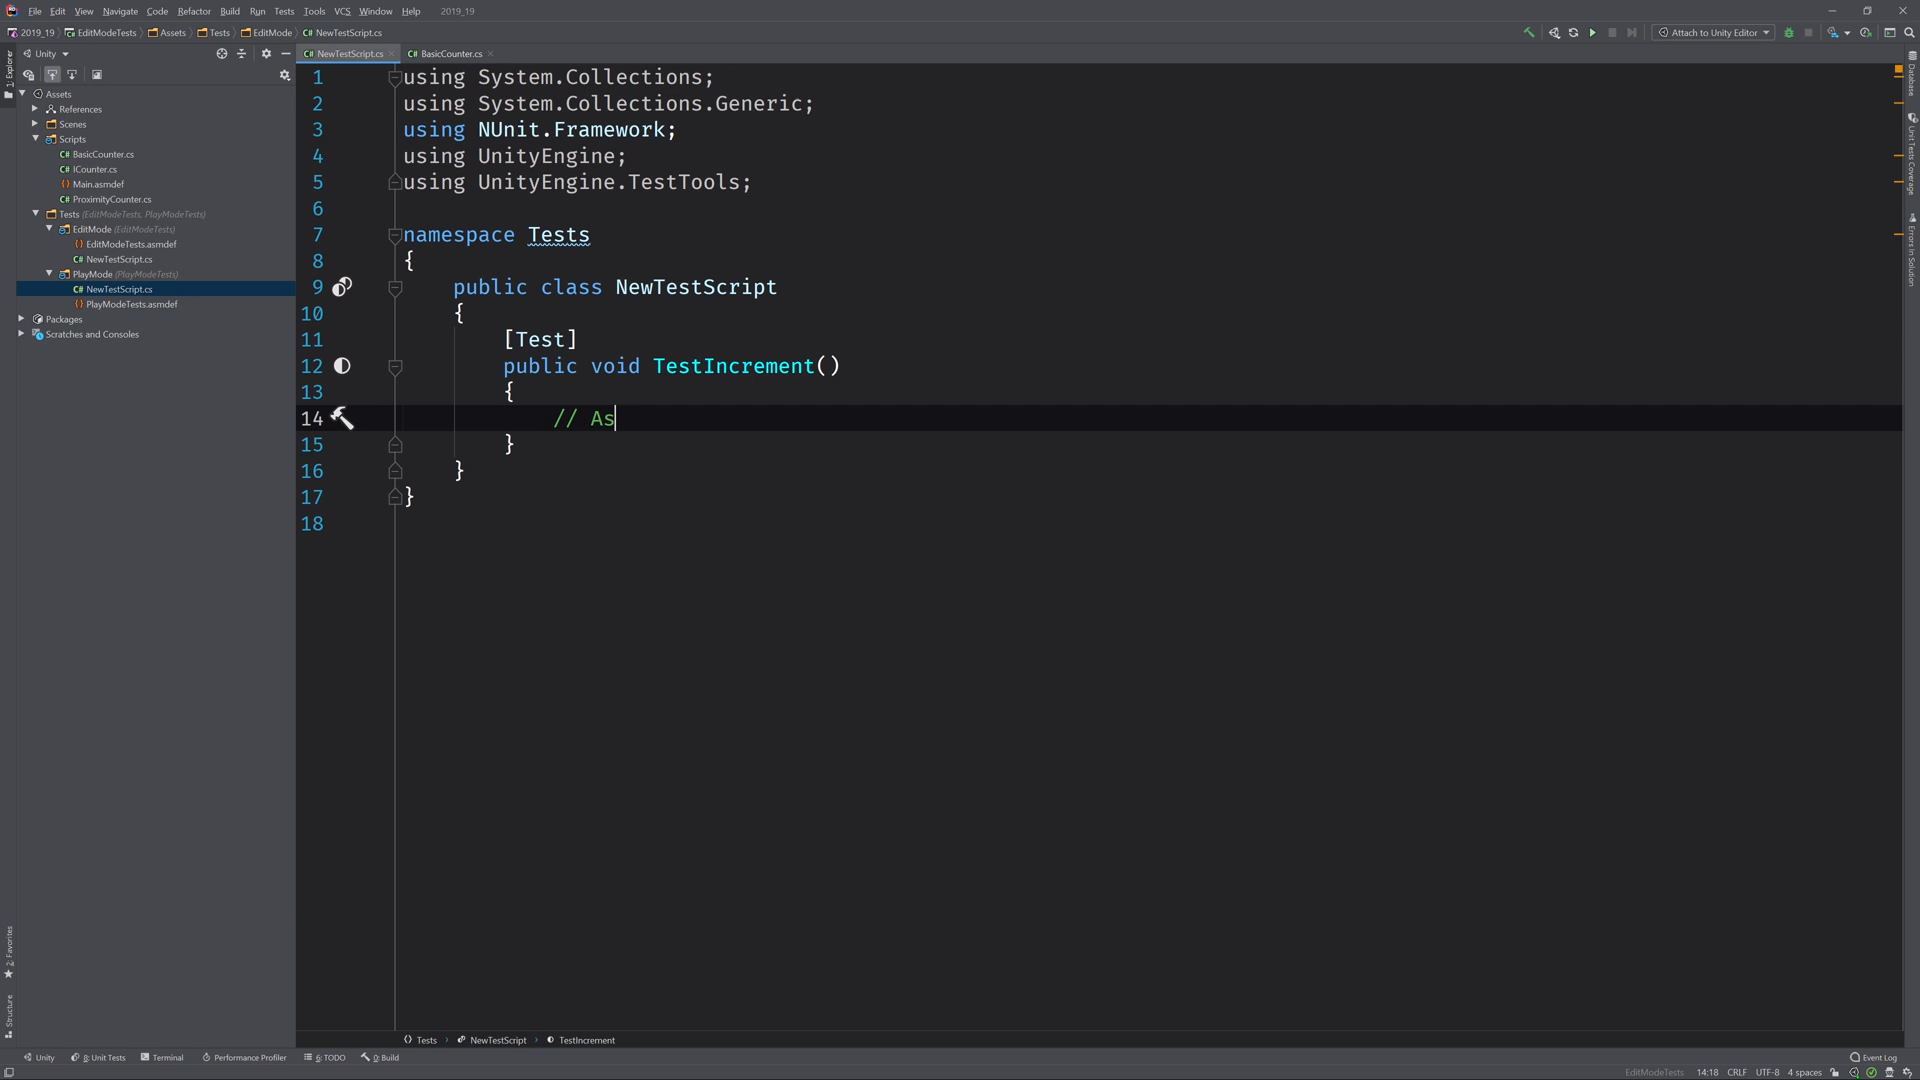 File Edit View Navigate Code Refactor Build Run Tests Tools VCS Window Help 2019_19
2019_19 EditModeTests Assets Tests EditMode C# NewTestScript.cs Attach to Unity Editor
Unity C# NewTestScript.cs C# BasicCounter.cs
1: Explorer
Assets
References
Scenes
Scripts
C# BasicCounter.cs
C# ICounter.cs
Main.asmdef
C# ProximityCounter.cs
Tests (EditModeTests, PlayModeTests)
EditMode (EditModeTests)
EditModeTests.asmdef
C# NewTestScript.cs
PlayMode (PlayModeTests)
C# NewTestScript.cs
PlayModeTests.asmdef
Packages
Scratches and Consoles
2: Favorites
Structure
1 using System.Collections;
2 using System.Collections.Generic;
3 using NUnit.Framework;
4 using UnityEngine;
5 using UnityEngine.TestTools;
6
7 namespace Tests
8 {
9 public class NewTestScript
10 {
11 [Test]
12 public void TestIncrement()
13 {
14 // As
15 }
16 }
17 }
18
Database
Unit Tests Coverage
Errors In Solution
Tests NewTestScript TestIncrement
Unity 8: Unit Tests Terminal Performance Profiler 6: TODO 0: Build Event Log
EditModeTests 14:18 CRLF UTF-8 4 spaces